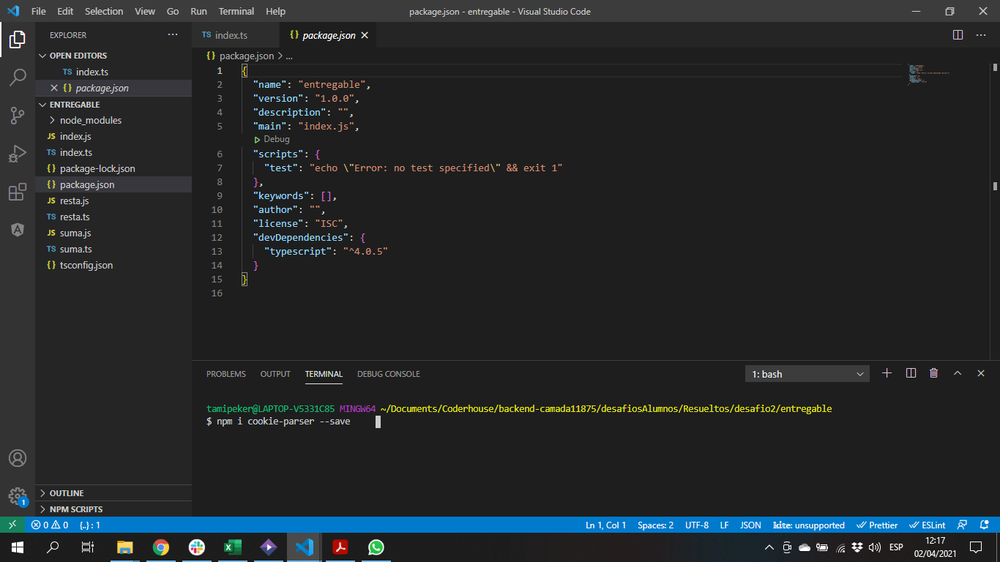 File Edit Selection View Go Run Terminal Help package.json - entregable - Visual Studio Code
EXPLORER
OPEN EDITORS
TS index.ts
{} package.json
ENTREGABLE
node_modules
JS index.js
TS index.ts
{} package-lock.json
{} package.json
JS resta.js
TS resta.ts
JS suma.js
TS suma.ts
{} tsconfig.json
OUTLINE
NPM SCRIPTS
1
TS index.ts {} package.json
{} package.json > ...
1 {
2 "name": "entregable",
3 "version": "1.0.0",
4 "description": "",
5 "main": "index.js",
Debug
6 "scripts": {
7 "test": "echo \"Error: no test specified\" && exit 1"
8 },
9 "keywords": [],
10 "author": "",
11 "license": "ISC",
12 "devDependencies": {
13 "typescript": "^4.0.5"
14 }
15 }
16
PROBLEMS OUTPUT TERMINAL DEBUG CONSOLE 1: bash
tamipeker@LAPTOP-V5331C85 MINGW64 ~/Documents/Coderhouse/backend-camada11875/desafiosAlumnos/Resueltos/desafio2/entregable
$ npm i cookie-parser --save
0 0 {..} : 1 Ln 1, Col 1 Spaces: 2 UTF-8 LF JSON kite: unsupported Prettier ESLint
ESP 12:17
02/04/2021